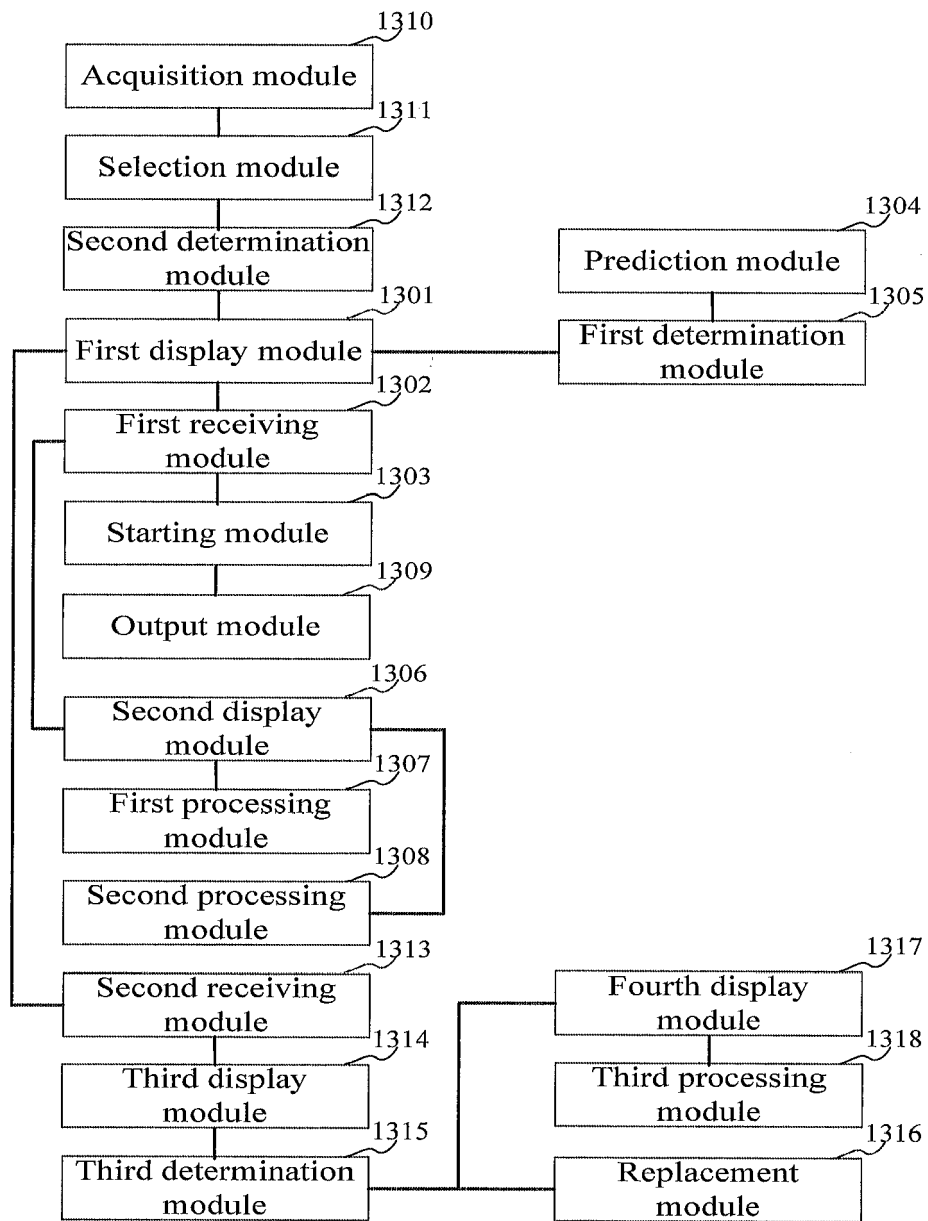 1310
Acquisition module
1311
Selection module
1312
Second determination
module
1304
Prediction module
1301
First display module
1305
First determination
module
1302
First receiving
module
1303
Starting module
1309
Output module
1306
Second display
module
1307
First processing
module
1308
Second processing
module
1313
Second receiving
module
1317
Fourth display
module
1314
Third display
module
1318
Third processing
module
1315
Third determination
module
1316
Replacement
module